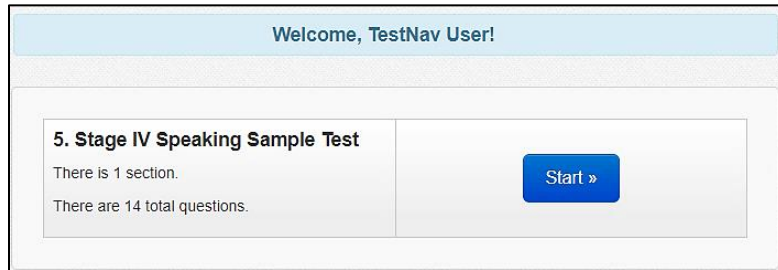 Welcome, TestNav User!
5. Stage IV Speaking Sample Test
There is 1 section.
Start »
There are 14 total questions.